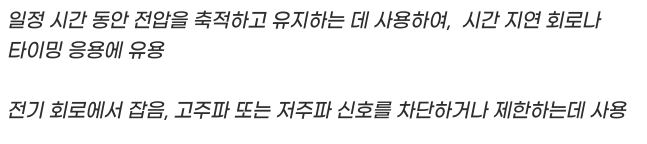 일정 시간 동안 전압을 축적하고 유지하는 데 사용하여, 시간 지연 회로나
타이밍 응용에 유용
전기 회로에서 잡음, 고주파 또는 저주파 신호를 차단하거나 제한하는데 사용